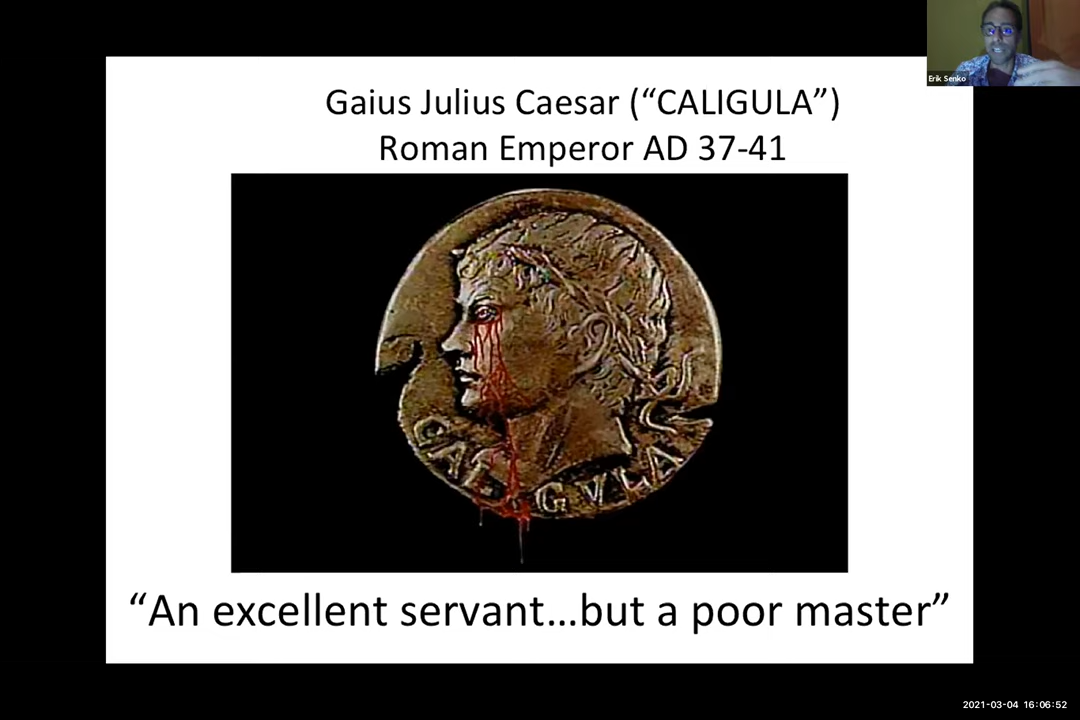 Erik Senko
Gaius Julius Caesar (“CALIGULA”)
Roman Emperor AD 37-41
CALIGVLA
“An excellent servant...but a poor master”
2021-03-04 16:06:52